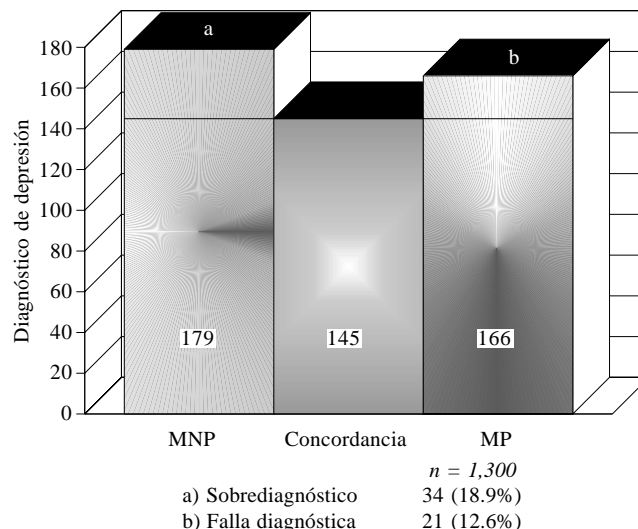 Diagnóstico de depresión
180
160
140
120
100
80
60
40
20
0
a
b
179
145
166
MNP Concordancia MP
n = 1,300
a) Sobrediagnóstico 34 (18.9%)
b) Falla diagnóstica 21 (12.6%)